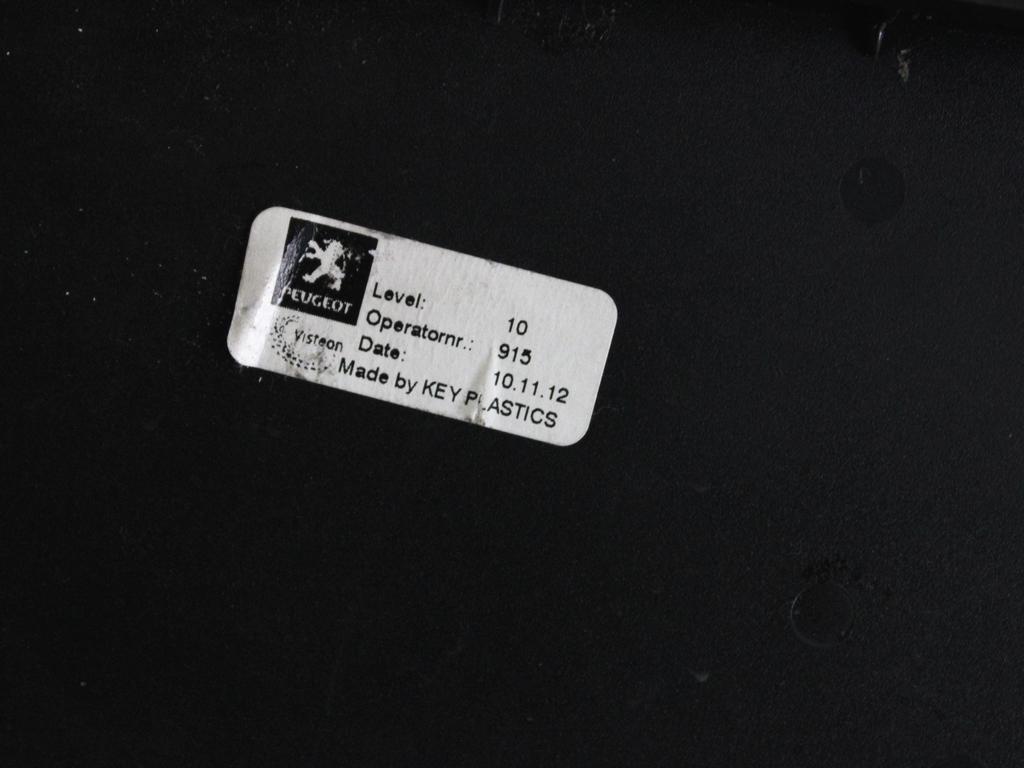 PEUGEOT
Visteon
Level: 10
Operatornr.: 915
Date: 10.11.12
Made by KEY PLASTICS